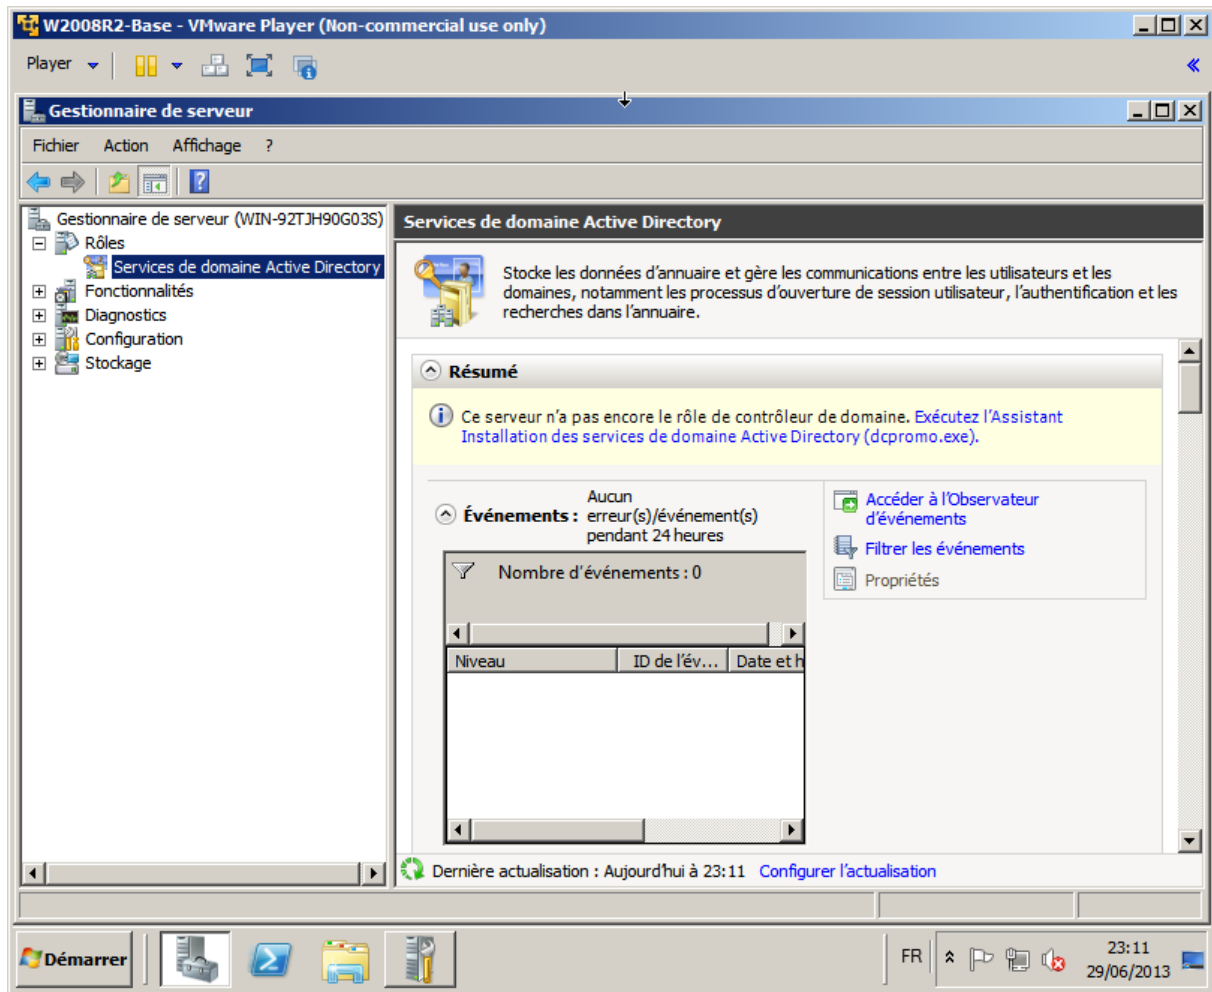 W2008R2-Base - VMware Player (Non-commercial use only)
Player
Gestionnaire de serveur
Fichier Action Affichage ?
Gestionnaire de serveur (WIN-92TJH90G03S)
Rôles
Services de domaine Active Directory
Fonctionnalités
Diagnostics
Configuration
Stockage
Services de domaine Active Directory
Stocke les données d’annuaire et gère les communications entre les utilisateurs et les
domaines, notamment les processus d’ouverture de session utilisateur, l’authentification et les
recherches dans l’annuaire.
Résumé
Ce serveur n’a pas encore le rôle de contrôleur de domaine. Exécutez l’Assistant
Installation des services de domaine Active Directory (dcpromo.exe).
Événements : Aucun
erreur(s)/événement(s)
pendant 24 heures
Nombre d’événements : 0
Niveau ID de l’év... Date et h
Accéder à l’Observateur
d’événements
Filtrer les événements
Propriétés
Dernière actualisation : Aujourd’hui à 23:11 Configurer l’actualisation
Démarrer
FR
23:11
29/06/2013